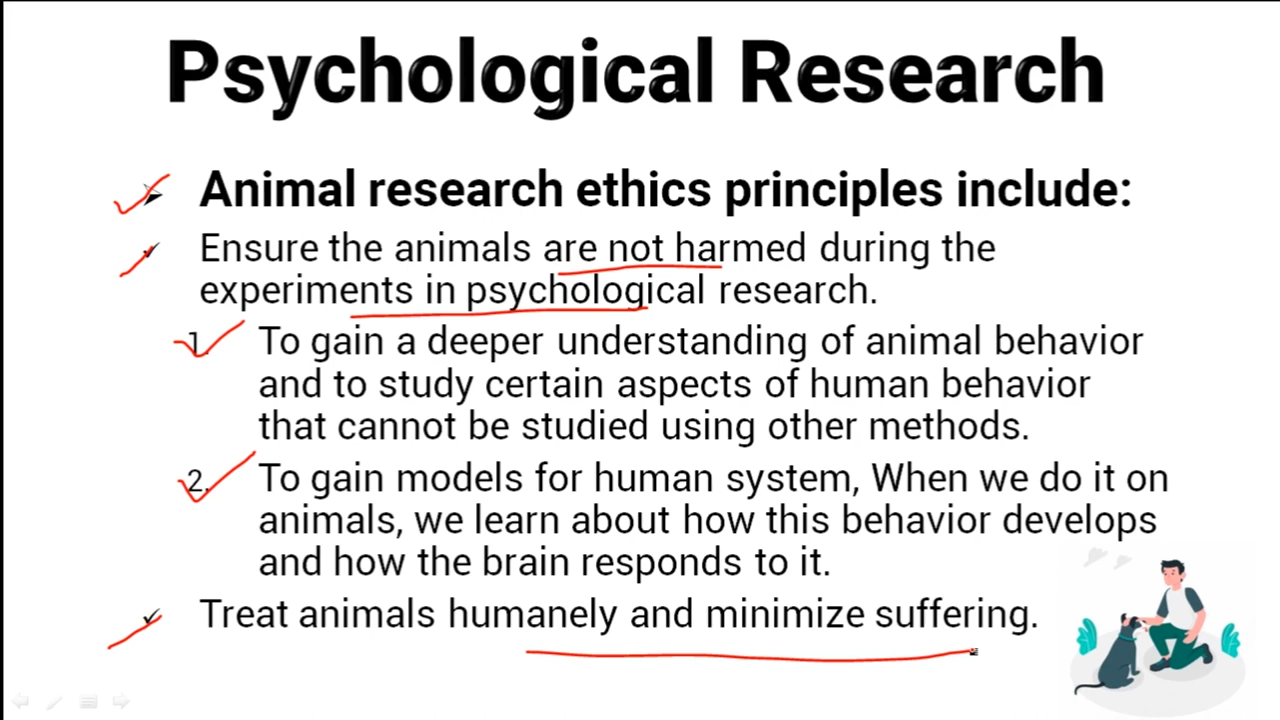 Psychological Research
Animal research ethics principles include:
Ensure the animals are not harmed during the
experiments in psychological research.
1. To gain a deeper understanding of animal behavior
and to study certain aspects of human behavior
that cannot be studied using other methods.
2. To gain models for human system, When we do it on
animals, we learn about how this behavior develops
and how the brain responds to it.
Treat animals humanely and minimize suffering.